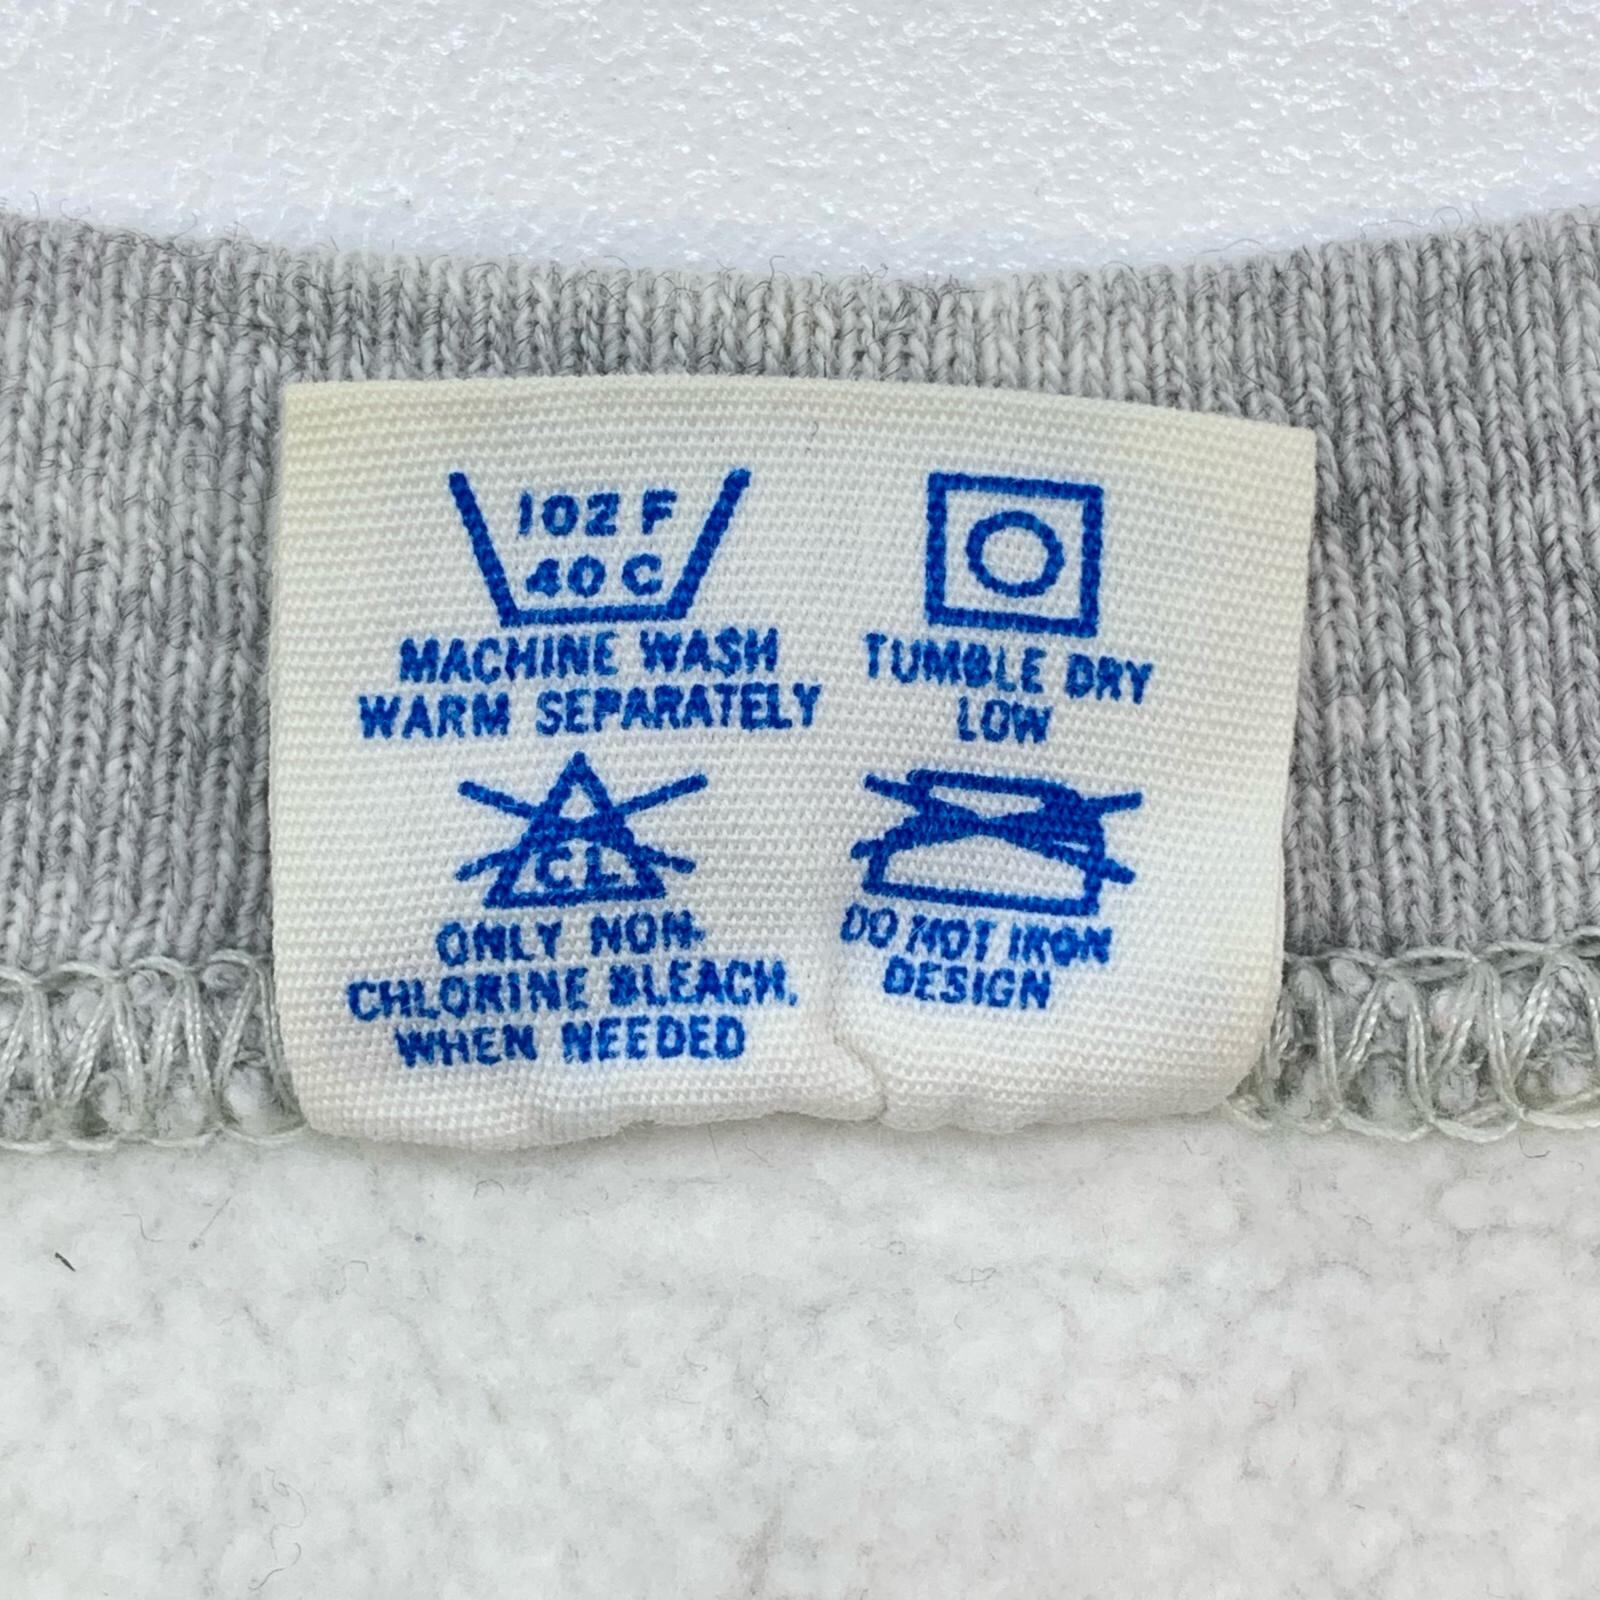 102 F
40 C
MACHINE WASH
WARM SEPARATELY
TUMBLE DRY
LOW
CL
ONLY NON-
CHLORINE BLEACH,
WHEN NEEDED
DO NOT IRON
DESIGN